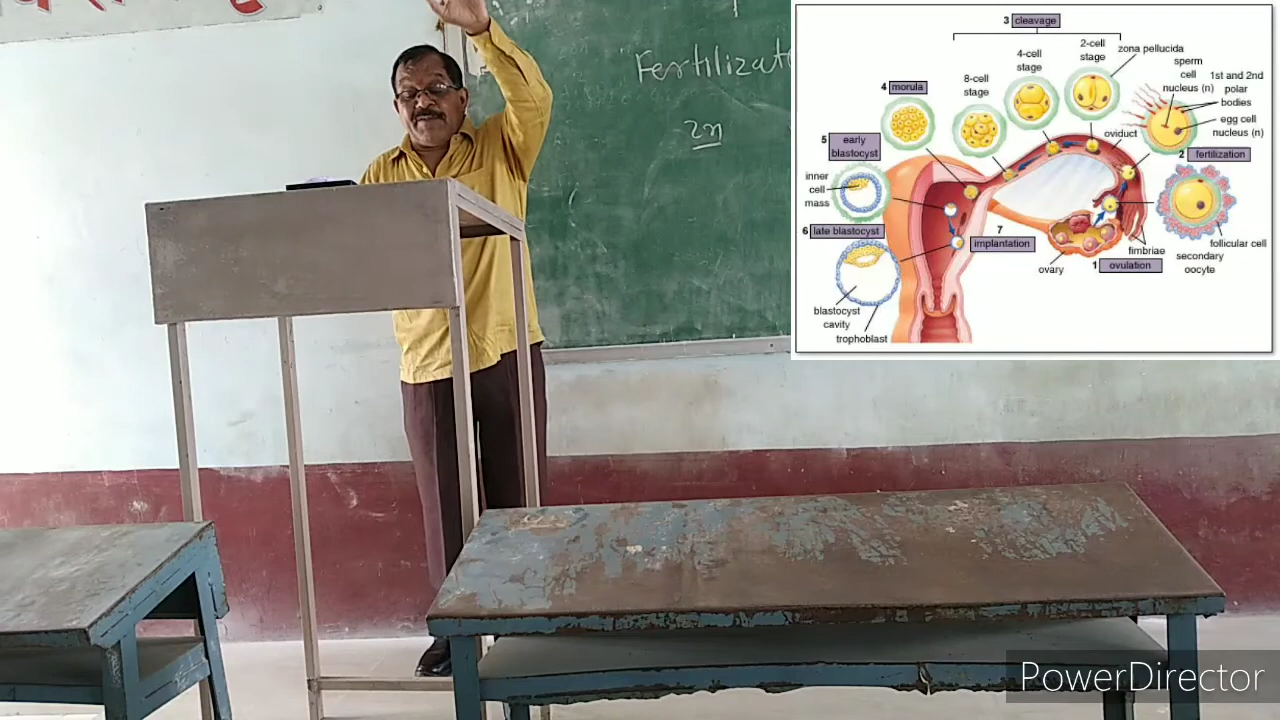 Fertilizat
2n
3 cleavage
2-cell
stage
4-cell
stage
8-cell
stage
zona pellucida
sperm
cell
nucleus (n)
1st and 2nd
polar
bodies
egg cell
nucleus (n)
4 morula
5 early
blastocyst
oviduct
2 fertilization
inner
cell
mass
6 late blastocyst
7
implantation
fimbriae
follicular cell
ovary
1 ovulation
secondary
oocyte
blastocyst
cavity
trophoblast
PowerDirector